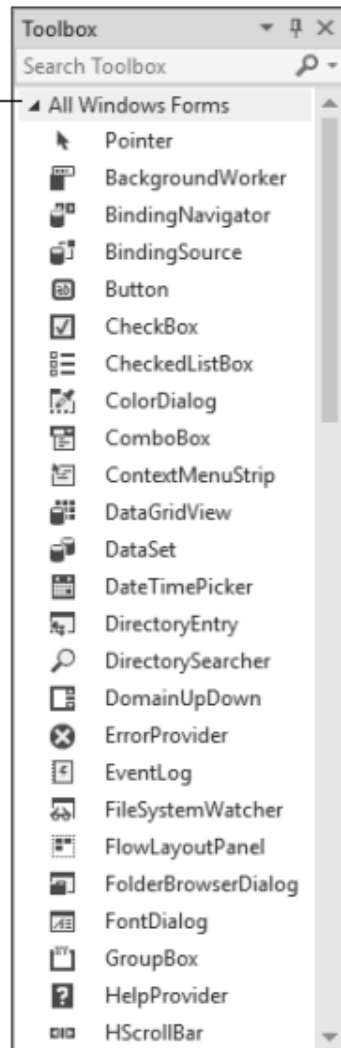 Toolbox
Search Toolbox
All Windows Forms
Pointer
BackgroundWorker
BindingNavigator
BindingSource
Button
CheckBox
CheckedListBox
ColorDialog
ComboBox
ContextMenuStrip
DataGridView
DataSet
DateTimePicker
DirectoryEntry
DirectorySearcher
DomainUpDown
ErrorProvider
EventLog
FileSystemWatcher
FlowLayoutPanel
FolderBrowserDialog
FontDialog
GroupBox
HelpProvider
HScrollBar